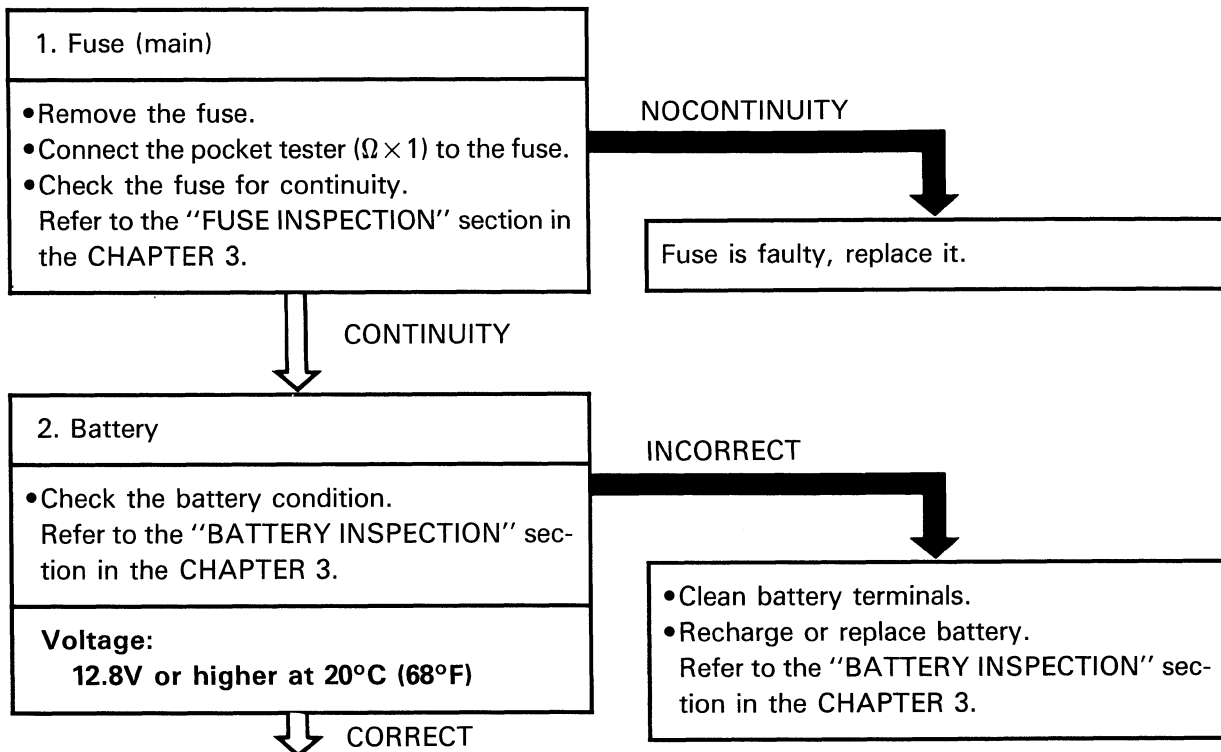 1. Fuse (main)
•Remove the fuse.
•Connect the pocket tester (Ω×1) to the fuse.
•Check the fuse for continuity.
Refer to the ‘‘FUSE INSPECTION’’ section in
the CHAPTER 3.
NOCONTINUITY
Fuse is faulty, replace it.
CONTINUITY
2. Battery
•Check the battery condition.
Refer to the ‘‘BATTERY INSPECTION’’ sec-
tion in the CHAPTER 3.
Voltage:
12.8V or higher at 20°C (68°F)
INCORRECT
•Clean battery terminals.
•Recharge or replace battery.
Refer to the ‘‘BATTERY INSPECTION’’ sec-
tion in the CHAPTER 3.
CORRECT